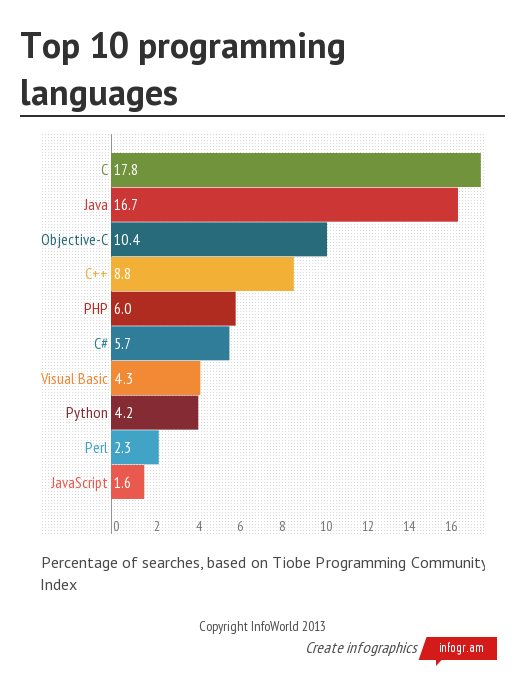 Top 10 programming
languages
C 17.8
Java 16.7
Objective-C 10.4
C++ 8.8
PHP 6.0
C# 5.7
Visual Basic 4.3
Python 4.2
Perl 2.3
JavaScript 1.6
0 2 4 6 8 10 12 14 16
Percentage of searches, based on Tiobe Programming Community
Index
Copyright InfoWorld 2013
Create infographics infogr.am